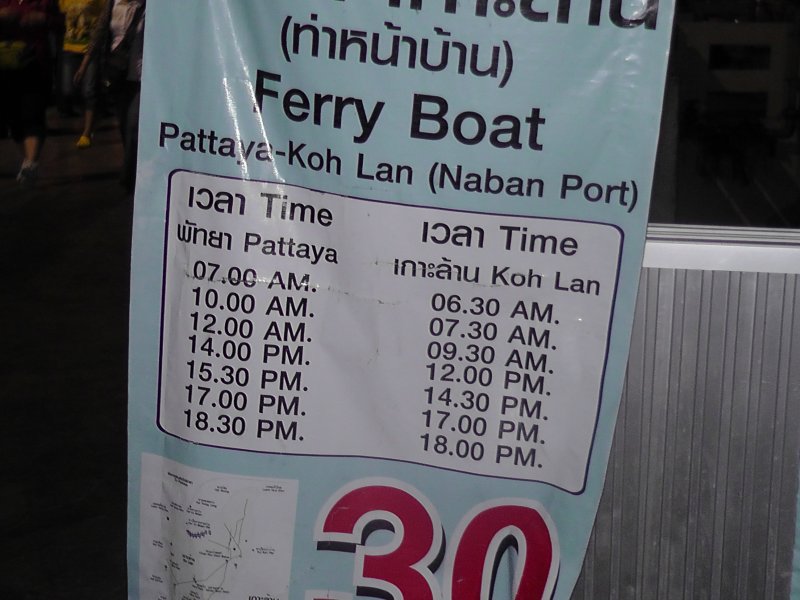 (ท่าหน้าบ้าน)
Ferry Boat
Pattaya-Koh Lan (Naban Port)
เวลา Time
พัทยา Pattaya
07.00 AM.
10.00 AM.
12.00 AM.
14.00 PM.
15.30 PM.
17.00 PM.
18.30 PM.
เวลา Time
เกาะล้าน Koh Lan
06.30 AM.
07.30 AM.
09.30 AM.
12.00 PM.
14.30 PM.
17.00 PM.
18.00 PM.
30